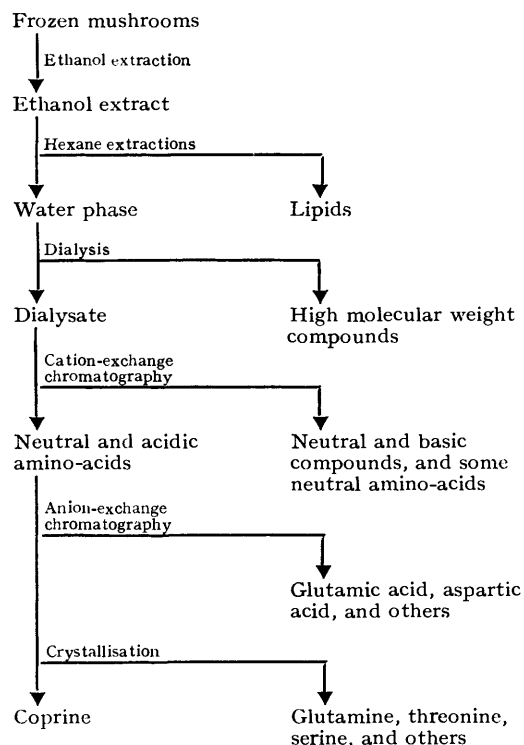 Frozen mushrooms
Ethanol extraction
Ethanol extract
Hexane extractions
Water phase
Lipids
Dialysis
Dialysate
High molecular weight
compounds
Cation-exchange
chromatography
Neutral and acidic
amino-acids
Neutral and basic
compounds, and some
neutral amino-acids
Anion-exchange
chromatography
Glutamic acid, aspartic
acid, and others
Crystallisation
Coprine
Glutamine, threonine,
serine, and others